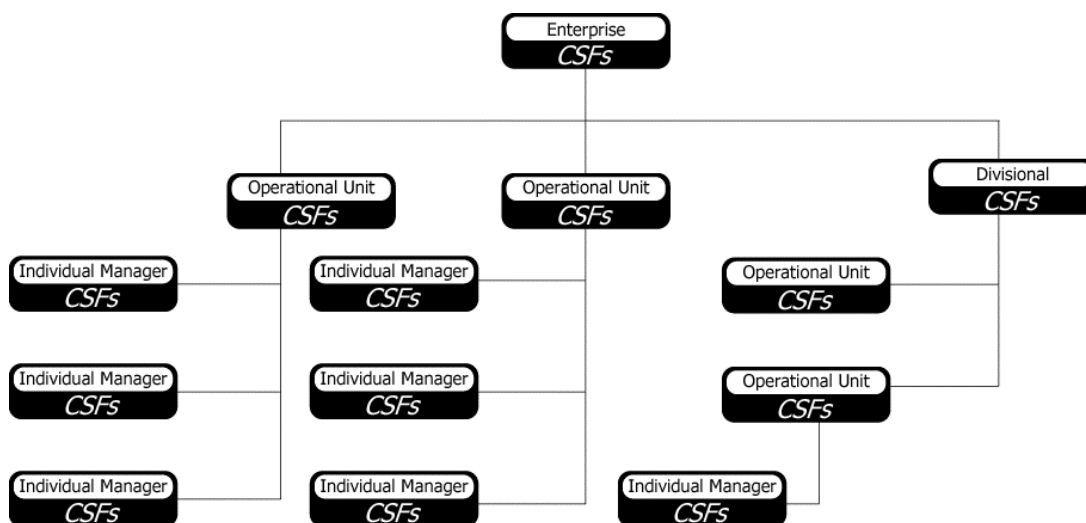 Enterprise
CSFs
Operational Unit
CSFs
Operational Unit
CSFs
Divisional
CSFs
Individual Manager
CSFs
Individual Manager
CSFs
Operational Unit
CSFs
Individual Manager
CSFs
Individual Manager
CSFs
Operational Unit
CSFs
Individual Manager
CSFs
Individual Manager
CSFs
Individual Manager
CSFs